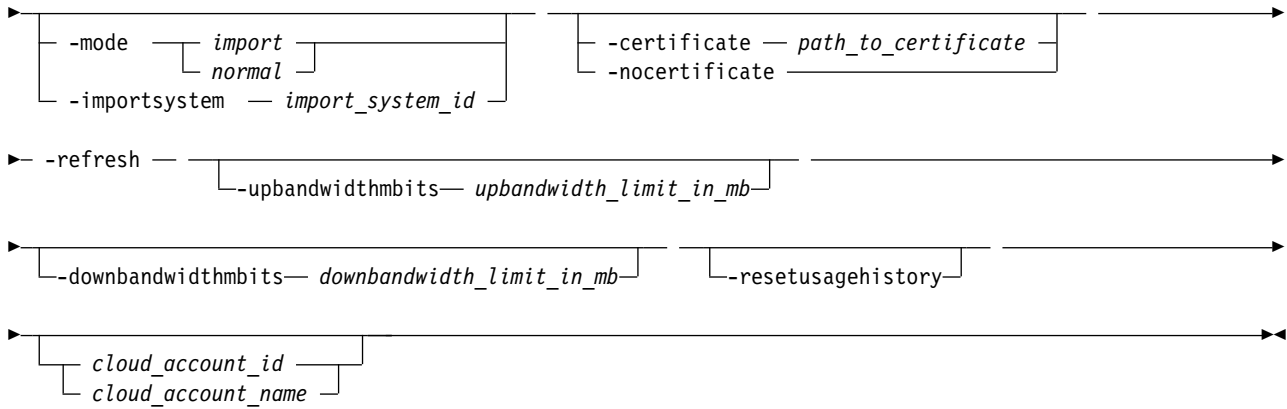 -mode import -certificate path_to_certificate
normal -nocertificate
-importsystem import_system_id
-refresh
-upbandwidthmbits upbandwidth_limit_in_mb
-downbandwidthmbits downbandwidth_limit_in_mb -resetusagehistory
cloud_account_id
cloud_account_name